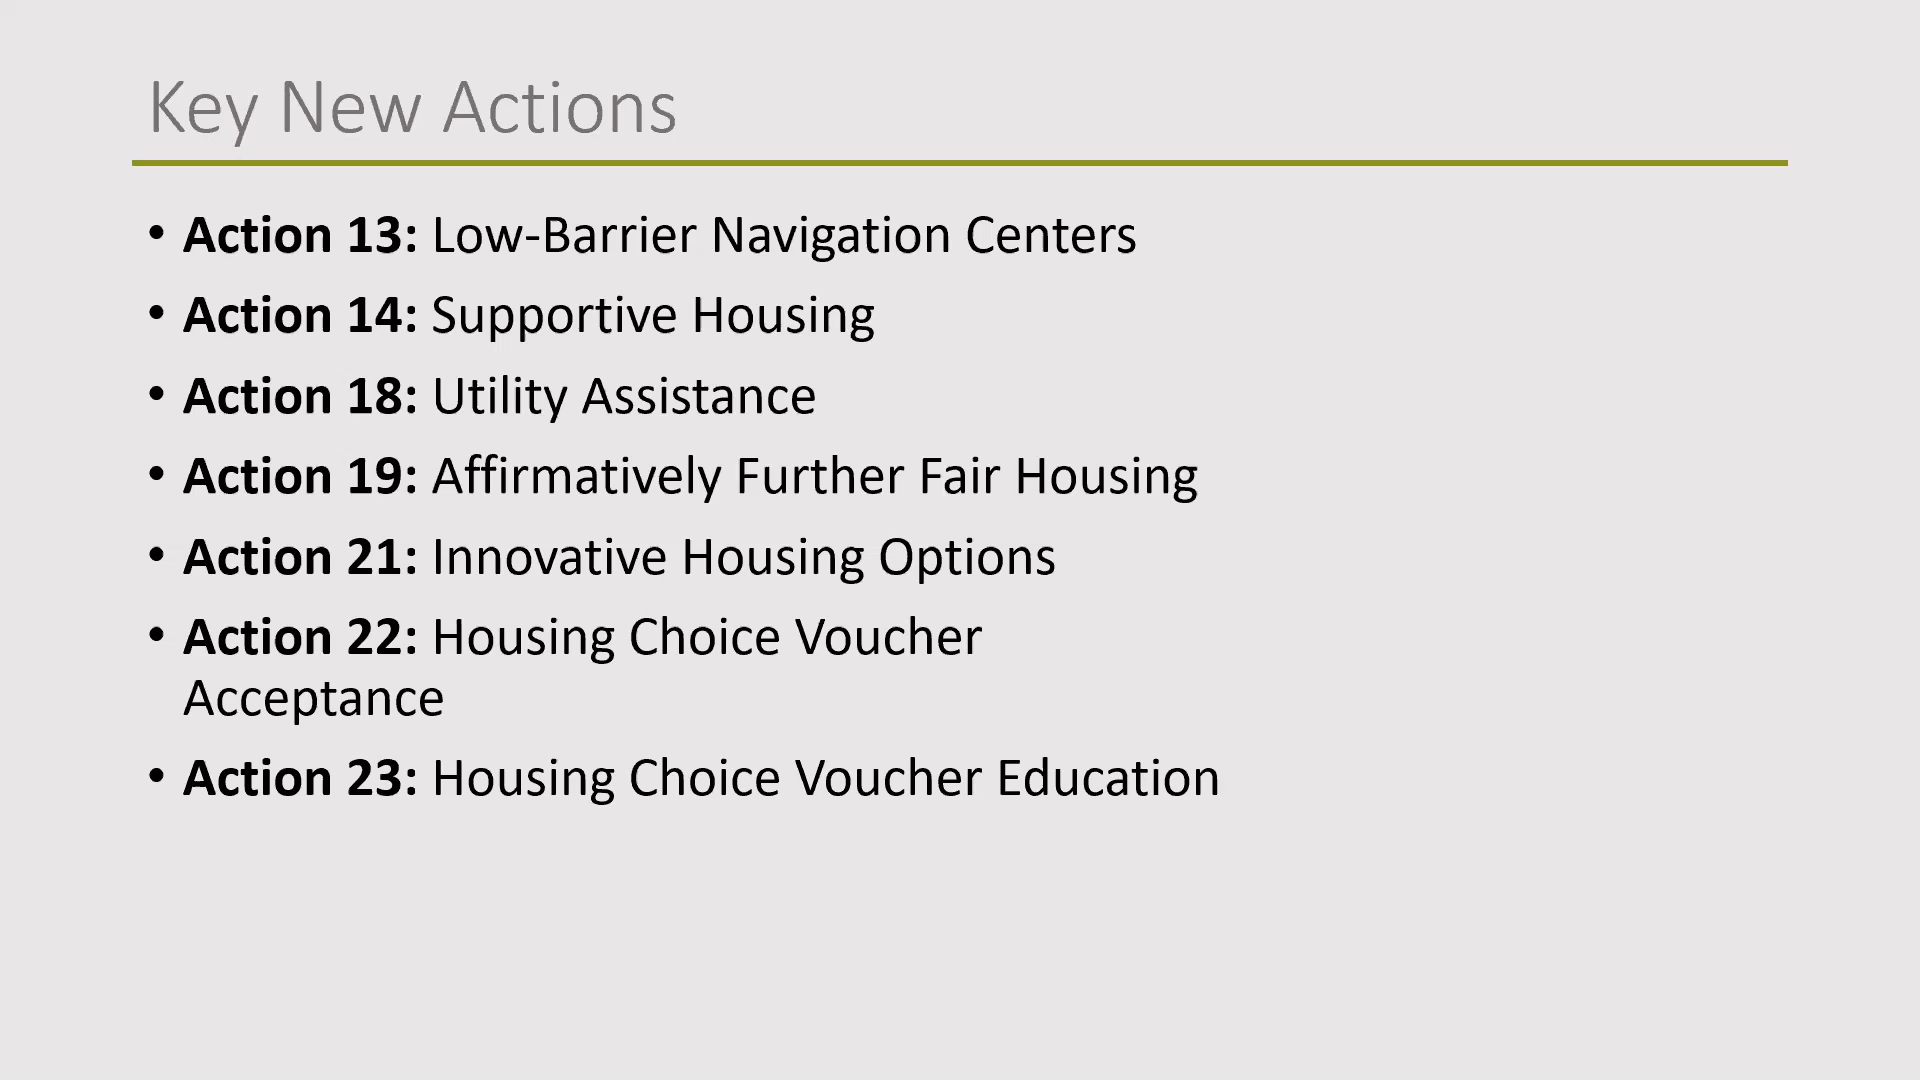 Key New Actions
• Action 13: Low-Barrier Navigation Centers
• Action 14: Supportive Housing
• Action 18: Utility Assistance
• Action 19: Affirmatively Further Fair Housing
• Action 21: Innovative Housing Options
• Action 22: Housing Choice Voucher
Acceptance
• Action 23: Housing Choice Voucher Education